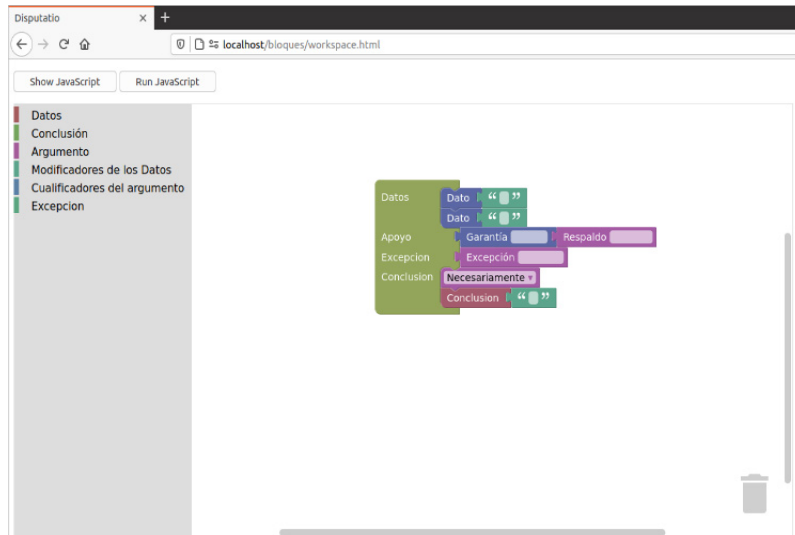 Disputatio × +
localhost/bloques/workspace.html
Show JavaScript Run JavaScript
Datos
Conclusión
Argumento
Modificadores de los Datos
Cualificadores del argumento
Excepcion
Datos Dato “ ”
Dato “ ”
Apoyo Garantía Respaldo
Excepcion Excepción
Conclusion Necesariamente ▾
Conclusion “ ”